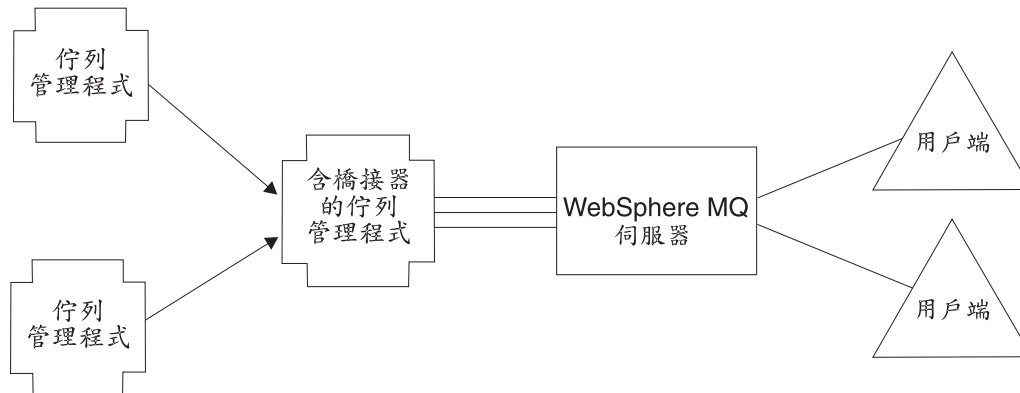 佇列
管理程式
含橋接器
的佇列
管理程式
WebSphere MQ
伺服器
用戶端
佇列
管理程式
用戶端